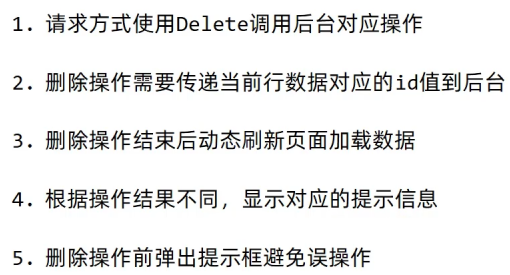 1. 请求方式使用Delete调用后台对应操作
2. 删除操作需要传递当前行数据对应的id值到后台
3. 删除操作结束后动态刷新页面加载数据
4. 根据操作结果不同，显示对应的提示信息
5. 删除操作前弹出提示框避免误操作